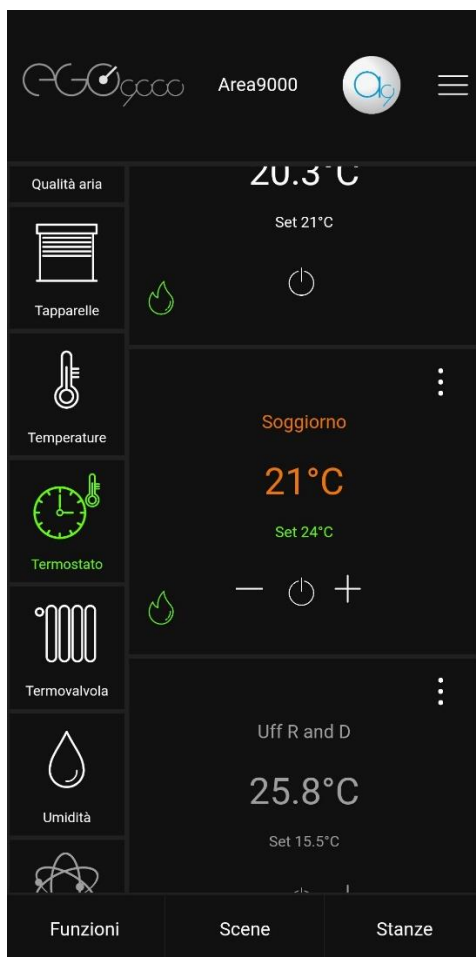 eGO9000
Area9000
a9
Qualità aria
20.3°C
Set 21°C
Tapparelle
Soggiorno
Temperature
21°C
Set 24°C
Termostato
Termovalvola
Uff R and D
25.8°C
Umidità
Set 15.5°C
Funzioni
Scene
Stanze